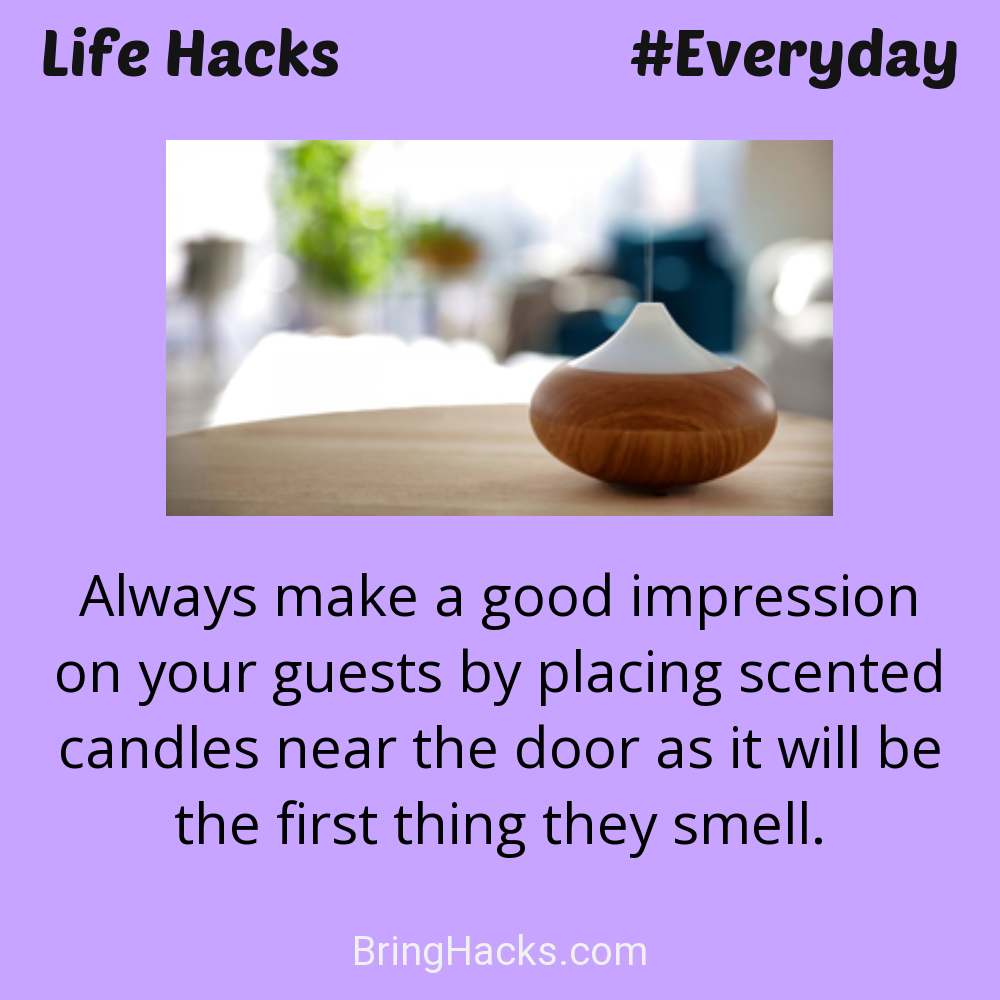 Life Hacks
#Everyday
Always make a good impression
on your guests by placing scented
candles near the door as it will be
the first thing they smell.
BringHacks.com